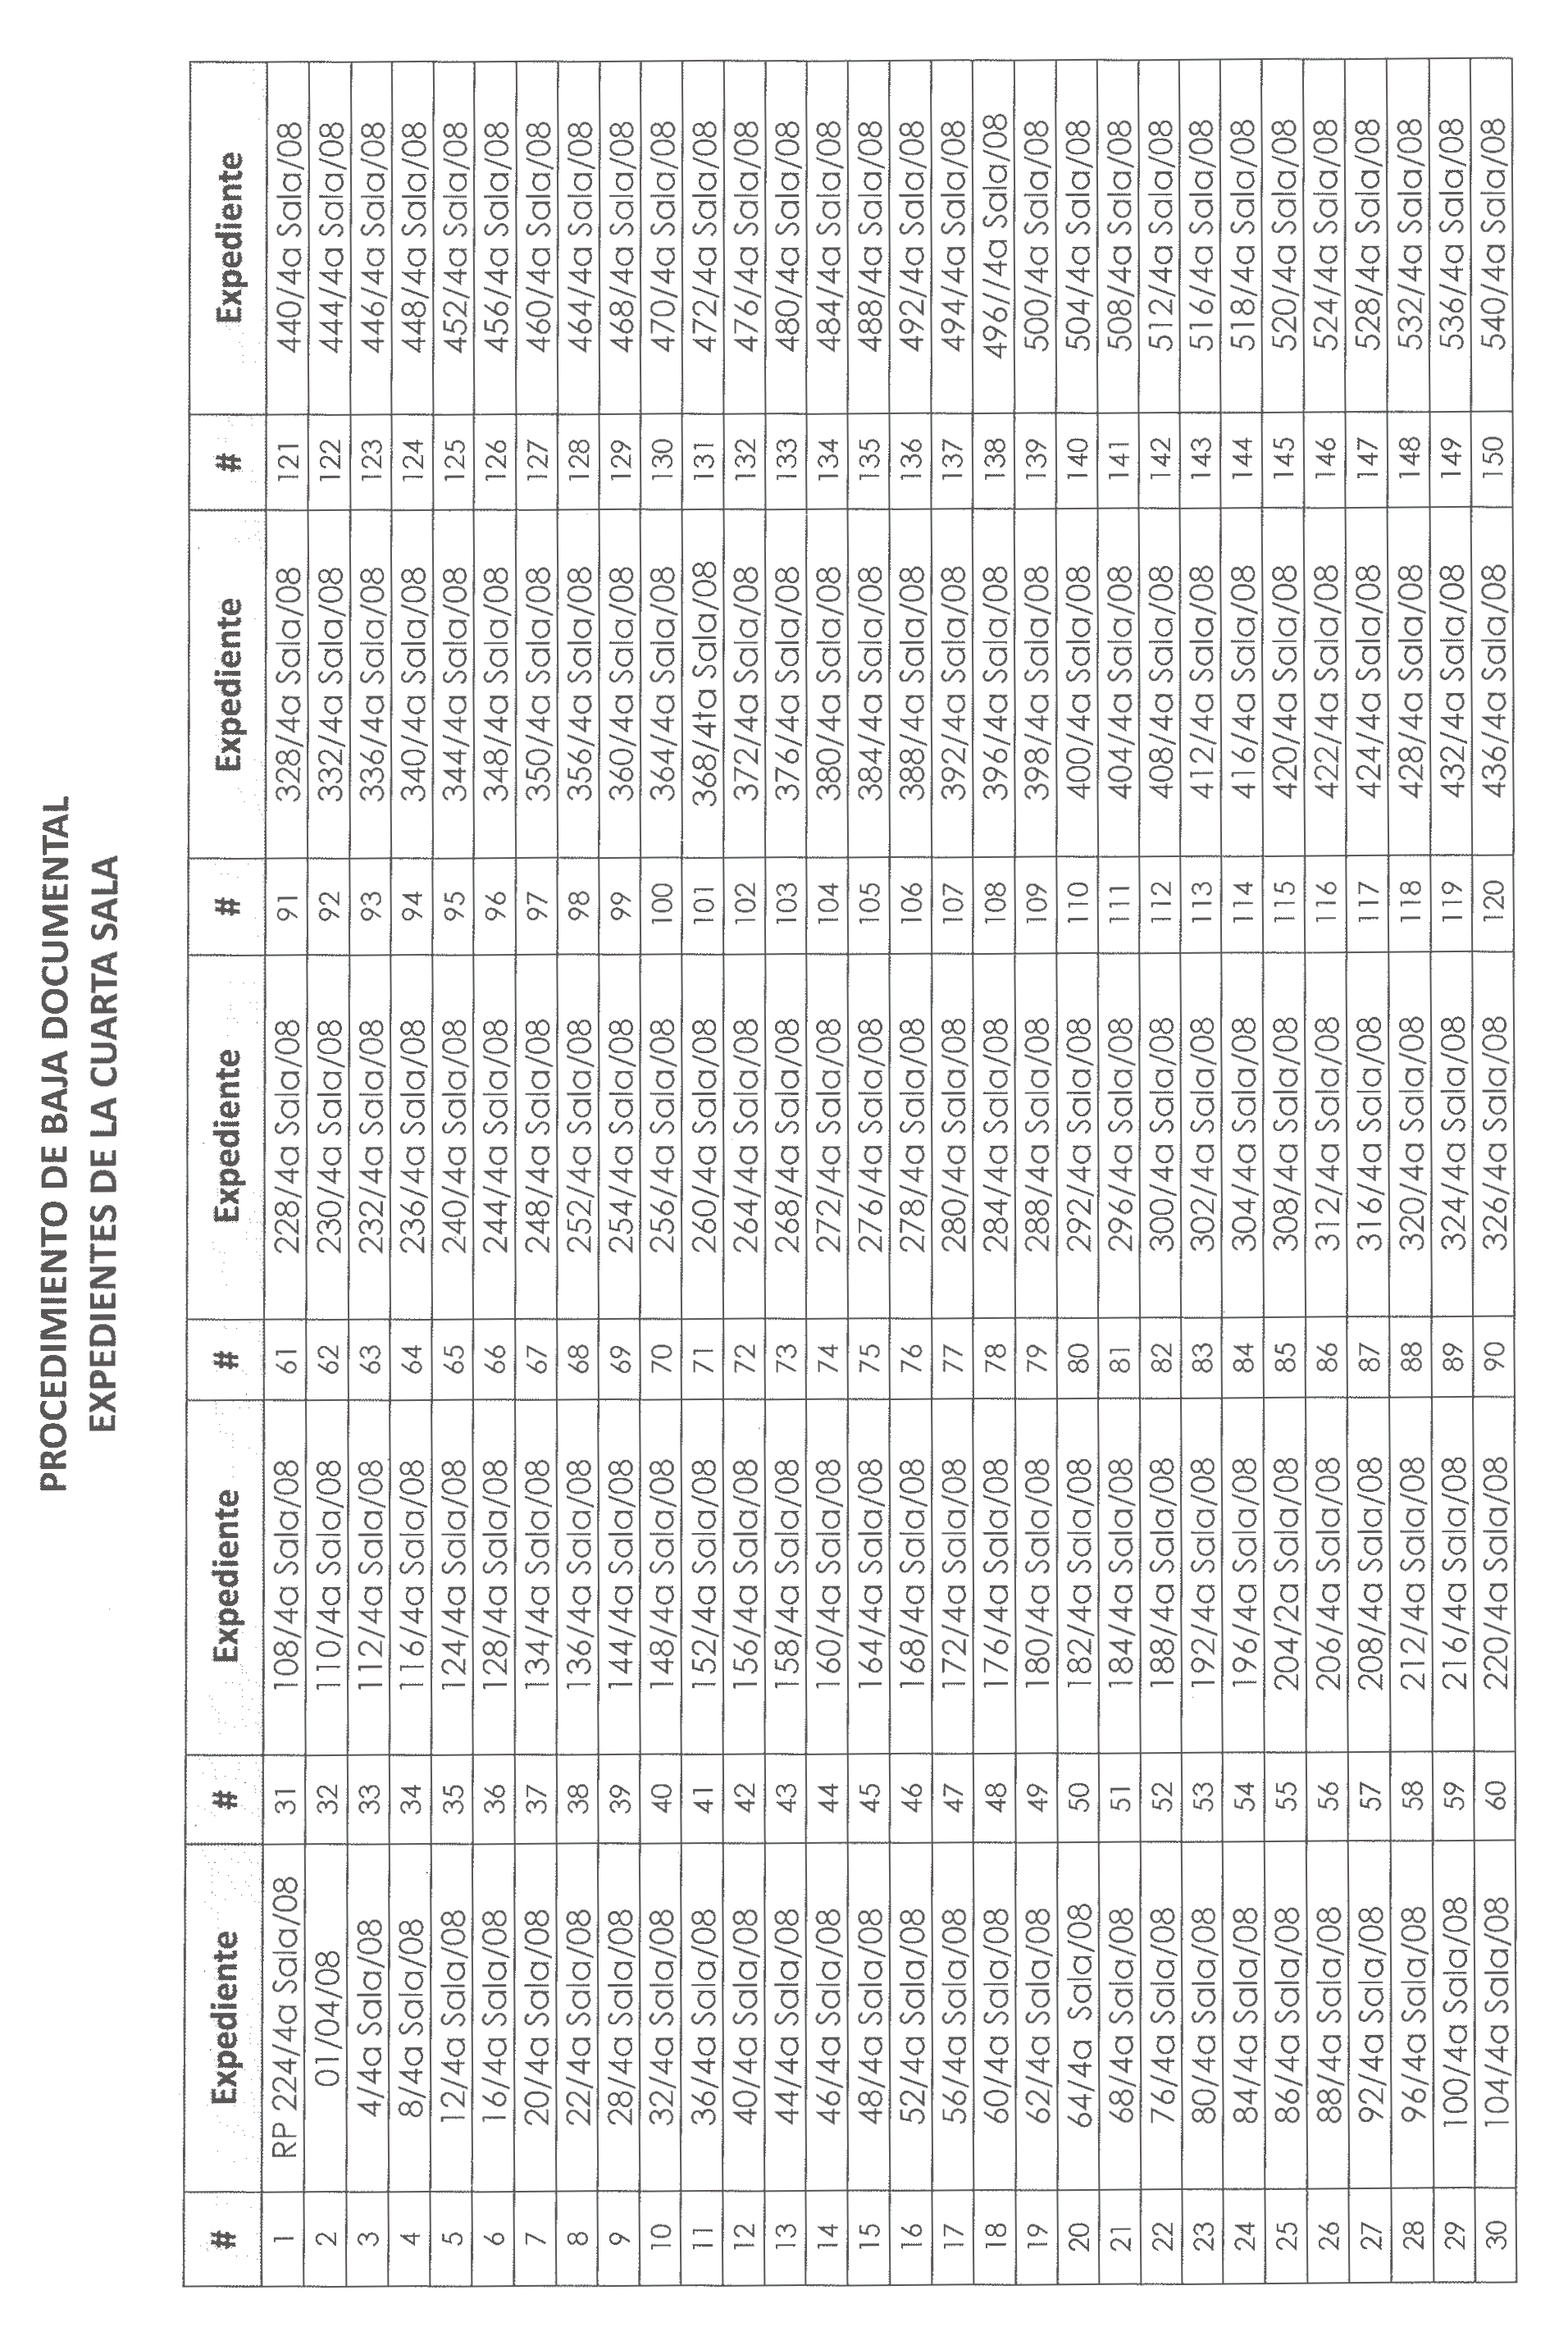 PROCEDIMIENTO DE BAJA DOCUMENTAL
EXPEDIENTES DE LA CUARTA SALA
# Expediente # Expediente # Expediente # Expediente # Expediente
1 RP 224/4a Sala/08 31 108/4a Sala/08 61 228/4a Sala/08 91 328/4a Sala/08 121 440/4a Sala/08
2 01/04/08 32 110/4a Sala/08 62 230/4a Sala/08 92 332/4a Sala/08 122 444/4a Sala/08
3 4/4a Sala/08 33 112/4a Sala/08 63 232/4a Sala/08 93 336/4a Sala/08 123 446/4a Sala/08
4 8/4a Sala/08 34 116/4a Sala/08 64 236/4a Sala/08 94 340/4a Sala/08 124 448/4a Sala/08
5 12/4a Sala/08 35 124/4a Sala/08 65 240/4a Sala/08 95 344/4a Sala/08 125 452/4a Sala/08
6 16/4a Sala/08 36 128/4a Sala/08 66 244/4a Sala/08 96 348/4a Sala/08 126 456/4a Sala/08
7 20/4a Sala/08 37 134/4a Sala/08 67 248/4a Sala/08 97 350/4a Sala/08 127 460/4a Sala/08
8 22/4a Sala/08 38 136/4a Sala/08 68 252/4a Sala/08 98 356/4a Sala/08 128 464/4a Sala/08
9 28/4a Sala/08 39 144/4a Sala/08 69 254/4a Sala/08 99 360/4a Sala/08 129 468/4a Sala/08
10 32/4a Sala/08 40 148/4a Sala/08 70 256/4a Sala/08 100 364/4a Sala/08 130 470/4a Sala/08
11 36/4a Sala/08 41 152/4a Sala/08 71 260/4a Sala/08 101 368/4ta Sala/08 131 472/4a Sala/08
12 40/4a Sala/08 42 156/4a Sala/08 72 264/4a Sala/08 102 372/4a Sala/08 132 476/4a Sala/08
13 44/4a Sala/08 43 158/4a Sala/08 73 268/4a Sala/08 103 376/4a Sala/08 133 480/4a Sala/08
14 46/4a Sala/08 44 160/4a Sala/08 74 272/4a Sala/08 104 380/4a Sala/08 134 484/4a Sala/08
15 48/4a Sala/08 45 164/4a Sala/08 75 276/4a Sala/08 105 384/4a Sala/08 135 488/4a Sala/08
16 52/4a Sala/08 46 168/4a Sala/08 76 278/4a Sala/08 106 388/4a Sala/08 136 492/4a Sala/08
17 56/4a Sala/08 47 172/4a Sala/08 77 280/4a Sala/08 107 392/4a Sala/08 137 494/4a Sala/08
18 60/4a Sala/08 48 176/4a Sala/08 78 284/4a Sala/08 108 396/4a Sala/08 138 496//4a Sala/08
19 62/4a Sala/08 49 180/4a Sala/08 79 288/4a Sala/08 109 398/4a Sala/08 139 500/4a Sala/08
20 64/4a Sala/08 50 182/4a Sala/08 80 292/4a Sala/08 110 400/4a Sala/08 140 504/4a Sala/08
21 68/4a Sala/08 51 184/4a Sala/08 81 296/4a Sala/08 111 404/4a Sala/08 141 508/4a Sala/08
22 76/4a Sala/08 52 188/4a Sala/08 82 300/4a Sala/08 112 408/4a Sala/08 142 512/4a Sala/08
23 80/4a Sala/08 53 192/4a Sala/08 83 302/4a Sala/08 113 412/4a Sala/08 143 516/4a Sala/08
24 84/4a Sala/08 54 196/4a Sala/08 84 304/4a Sala/08 114 416/4a Sala/08 144 518/4a Sala/08
25 86/4a Sala/08 55 204/2a Sala/08 85 308/4a Sala/08 115 420/4a Sala/08 145 520/4a Sala/08
26 88/4a Sala/08 56 206/4a Sala/08 86 312/4a Sala/08 116 422/4a Sala/08 146 524/4a Sala/08
27 92/4a Sala/08 57 208/4a Sala/08 87 316/4a Sala/08 117 424/4a Sala/08 147 528/4a Sala/08
28 96/4a Sala/08 58 212/4a Sala/08 88 320/4a Sala/08 118 428/4a Sala/08 148 532/4a Sala/08
29 100/4a Sala/08 59 216/4a Sala/08 89 324/4a Sala/08 119 432/4a Sala/08 149 536/4a Sala/08
30 104/4a Sala/08 60 220/4a Sala/08 90 326/4a Sala/08 120 436/4a Sala/08 150 540/4a Sala/08